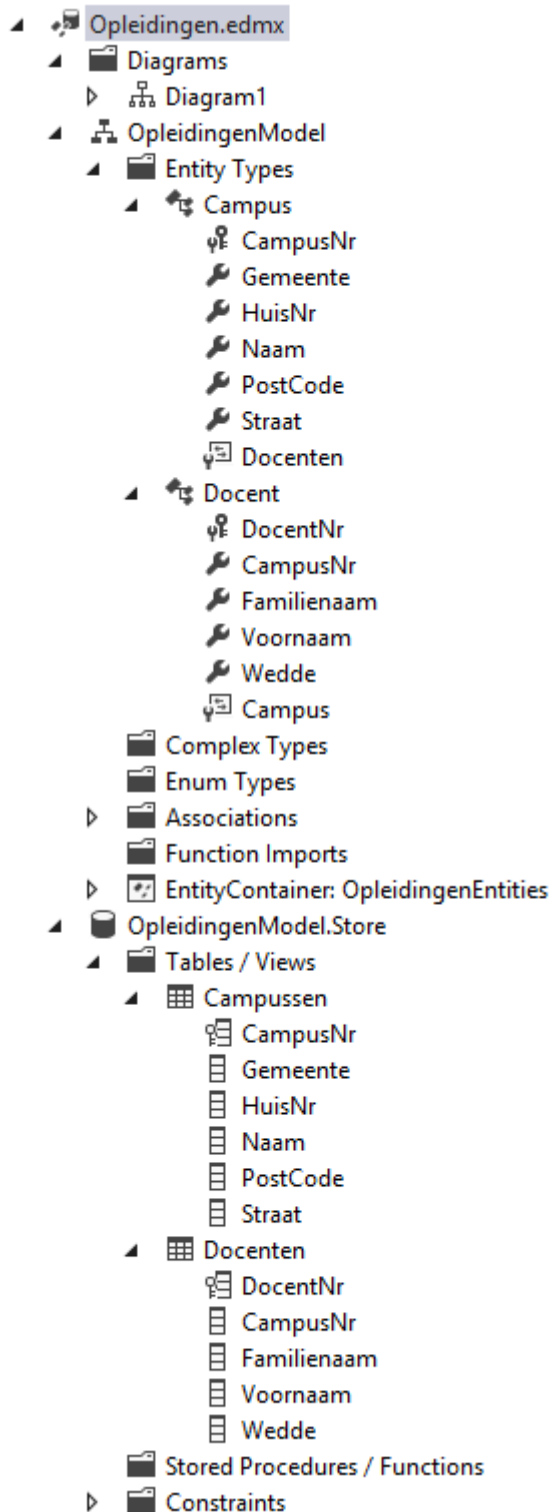 Opleidingen.edmx
Diagrams
Diagram1
OpleidingenModel
Entity Types
Campus
CampusNr
Gemeente
HuisNr
Naam
PostCode
Straat
Docenten
Docent
DocentNr
CampusNr
Familienaam
Voornaam
Wedde
Campus
Complex Types
Enum Types
Associations
Function Imports
EntityContainer: OpleidingenEntities
OpleidingenModel.Store
Tables / Views
Campussen
CampusNr
Gemeente
HuisNr
Naam
PostCode
Straat
Docenten
DocentNr
CampusNr
Familienaam
Voornaam
Wedde
Stored Procedures / Functions
Constraints